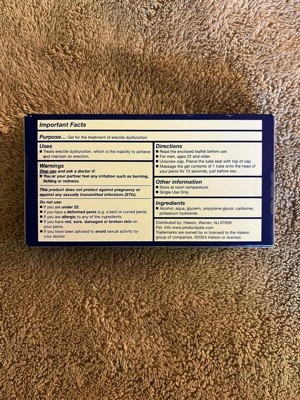 Important Facts
Purpose... Gel for the treatment of erectile dysfunction
Uses
■ Treats erectile dysfunction, which is the inability to achieve
and maintain an erection.
Warnings
Stop use and ask a doctor if:
■ You or your partner feel any irritation such as burning,
itching, or redness.
This product does not protect against pregnancy or
against any sexually transmitted infections (STIs).
Do not use:
■ If you are under 22.
■ If you have a deformed penis (e.g. a bent or curved penis).
■ If you are allergic to any of the ingredients.
■ If you have red, sore, damaged or broken skin on
your penis.
■ If you have been advised to avoid sexual activity by
your doctor.
Directions
■ Read the enclosed leaflet before use.
■ For men, ages 22 and older.
■ Unscrew cap. Pierce the tube seal with top of cap.
■ Massage the gel contents of 1 tube onto the head of
your penis for 15 seconds, just before sex.
Other information
■ Store at room temperature.
■ Single Use Only
Ingredients
■ Alcohol, aqua, glycerin, propylene glycol, carbomer,
potassium hydroxide.
Distributed by: Haleon, Warren, NJ 07059
Pat. Info www.productpats.com
Trademarks are owned by or licensed to the Haleon
group of companies. ©2024 Haleon or licensor.